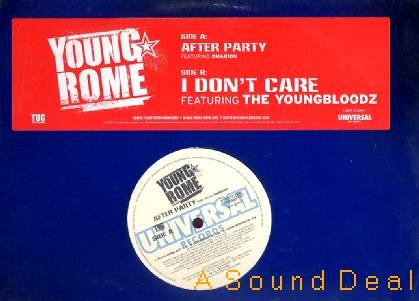 YOUNG
ROME
SIDE A:
AFTER PARTY
FEATURING OMARION
SIDE B:
I DON'T CARE
FEATURING THE YOUNGBLOODZ
TUG
UNIVERSAL
YOUNG
ROME
AFTER PARTY
SIDE A
UNIVERSAL
RECORDS
A Sound Deal